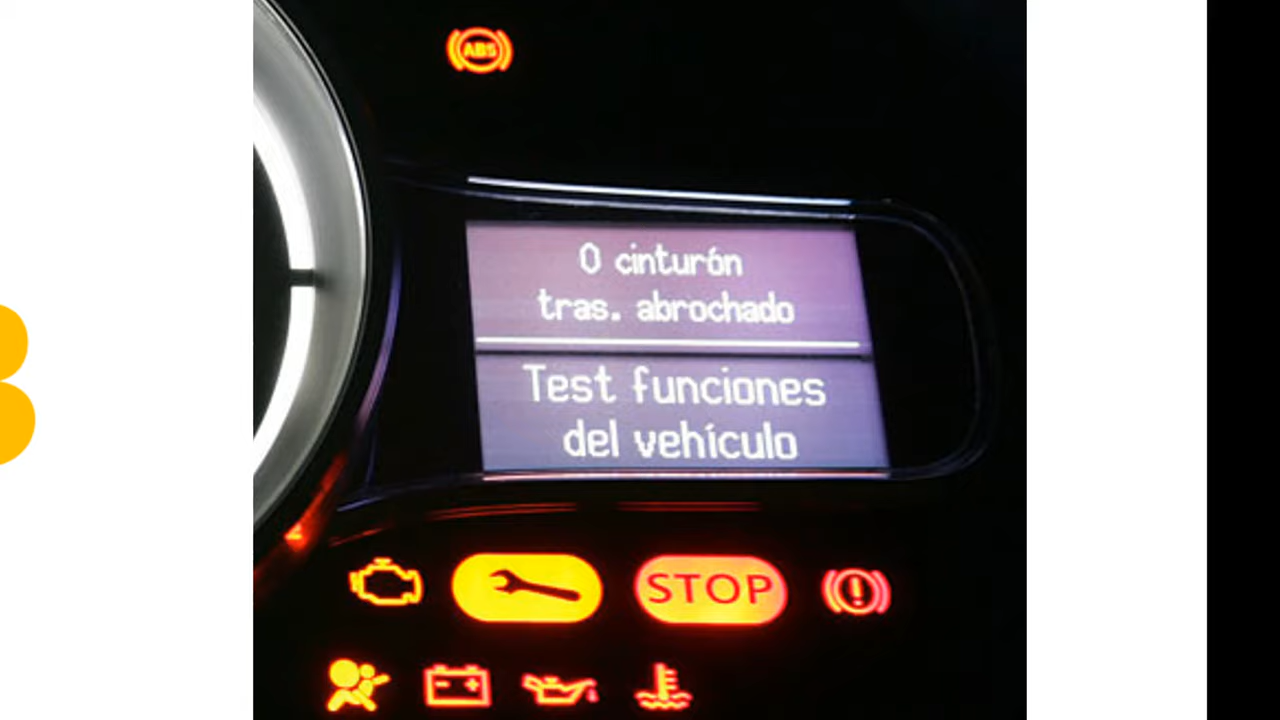 ABS
0 cinturón
tras. abrochado
Test funciones
del vehículo
STOP